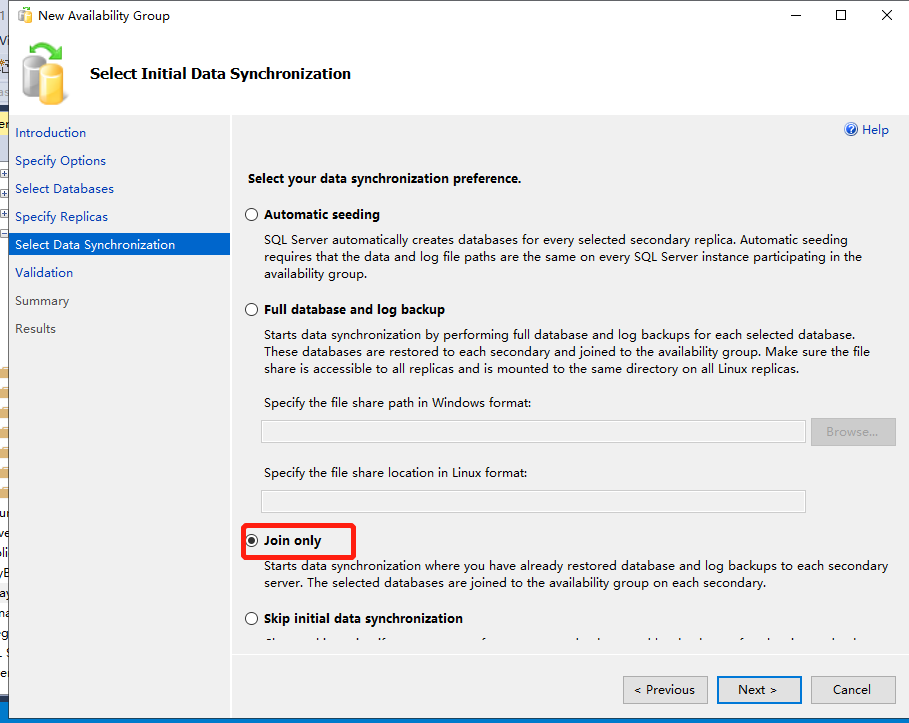 New Availability Group
Select Initial Data Synchronization
Introduction
Specify Options
Select Databases
Specify Replicas
Select Data Synchronization
Validation
Summary
Results
Help
Select your data synchronization preference.
Automatic seeding
SQL Server automatically creates databases for every selected secondary replica. Automatic seeding
requires that the data and log file paths are the same on every SQL Server instance participating in the
availability group.
Full database and log backup
Starts data synchronization by performing full database and log backups for each selected database.
These databases are restored to each secondary and joined to the availability group. Make sure the file
share is accessible to all replicas and is mounted to the same directory on all Linux replicas.
Specify the file share path in Windows format:
Browse...
Specify the file share location in Linux format:
Join only
Starts data synchronization where you have already restored database and log backups to each secondary
server. The selected databases are joined to the availability group on each secondary.
Skip initial data synchronization
< Previous
Next >
Cancel